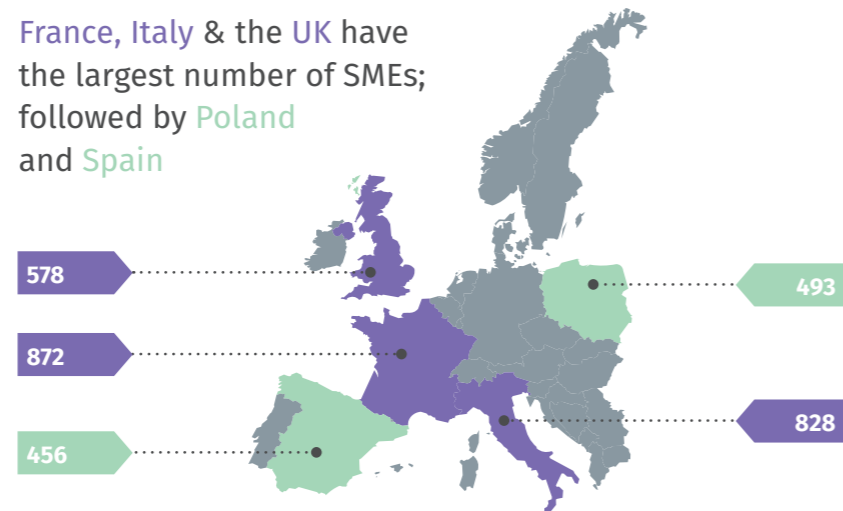 France, Italy & the UK have
the largest number of SMEs;
followed by Poland
and Spain
578
493
872
828
456